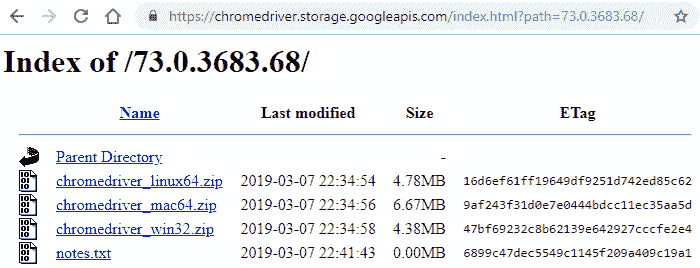 https://chromedriver.storage.googleapis.com/index.html?path=73.0.3683.68/
Index of /73.0.3683.68/
Name Last modified Size ETag
Parent Directory -
chromedriver_linux64.zip 2019-03-07 22:34:54 4.78MB 16d6ef61ff19649df9251d742ed85c62
chromedriver_mac64.zip 2019-03-07 22:34:56 6.67MB 9af243f31d0e7e0444bdcc11ec35aa5d
chromedriver_win32.zip 2019-03-07 22:34:58 4.38MB 47bf69232c8b62139e642927cccfe2e4
notes.txt 2019-03-07 22:41:43 0.00MB 6899c47dec5549c1145f209a409c19a1